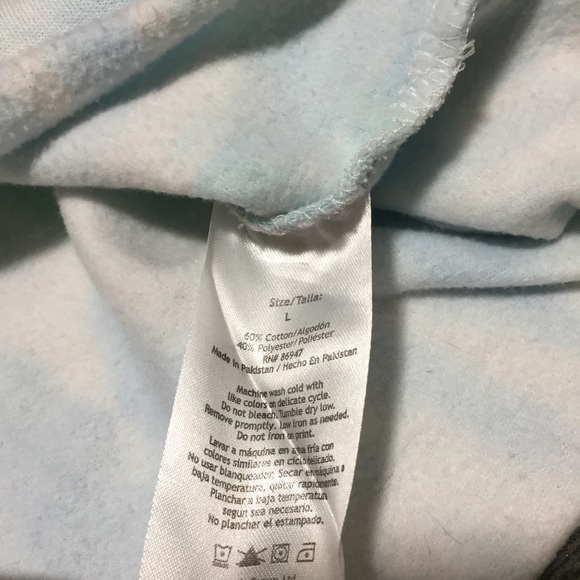 Size/Talla:
L
60% Cotton/Algodón
40% Polyester/Poliéster
RN# 86947
Made in Pakistan / Hecho En Pakistan
Machine wash cold with
like colors on delicate cycle.
Do not bleach. Tumble dry low.
Remove promptly. Low iron as needed.
Do not iron on print.
Lavar a máquina en agua fría con
colores similares en ciclo delicado.
No usar blanqueador. Secar en máquina a
baja temperatura, quitar rapidamente.
Planchar a baja temperatura
segun sea necesario.
No planchar el estampado.